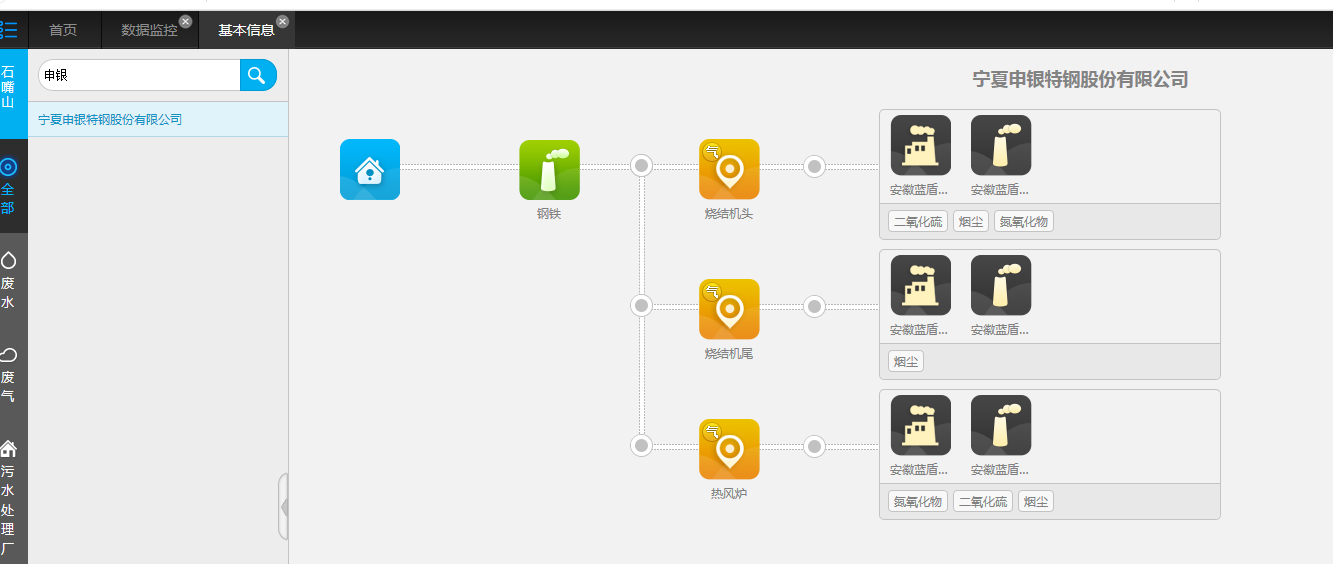 首页
数据监控
基本信息
石嘴山
申银
宁夏申银特钢股份有限公司
全部
废水
废气
污水处理厂
宁夏申银特钢股份有限公司
钢铁
气
烧结机头
安徽蓝盾...
安徽蓝盾...
二氧化硫
烟尘
氮氧化物
气
烧结机尾
安徽蓝盾...
安徽蓝盾...
烟尘
气
热风炉
安徽蓝盾...
安徽蓝盾...
氮氧化物
二氧化硫
烟尘